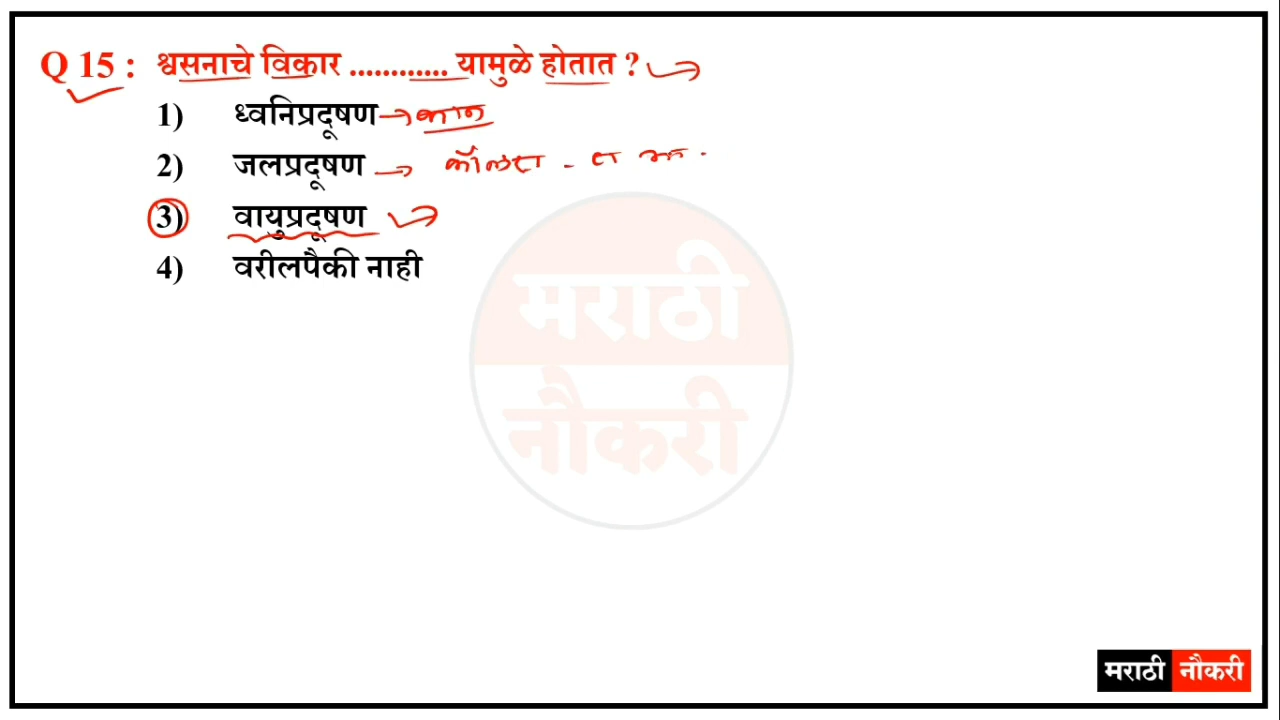 Q 15 : श्वसनाचे विकार ............ यामुळे होतात ?
1) ध्वनिप्रदूषण कान
2) जलप्रदूषण कॉलरा
3) वायुप्रदूषण
4) वरीलपैकी नाही
मराठी
नौकरी
मराठी नौकरी